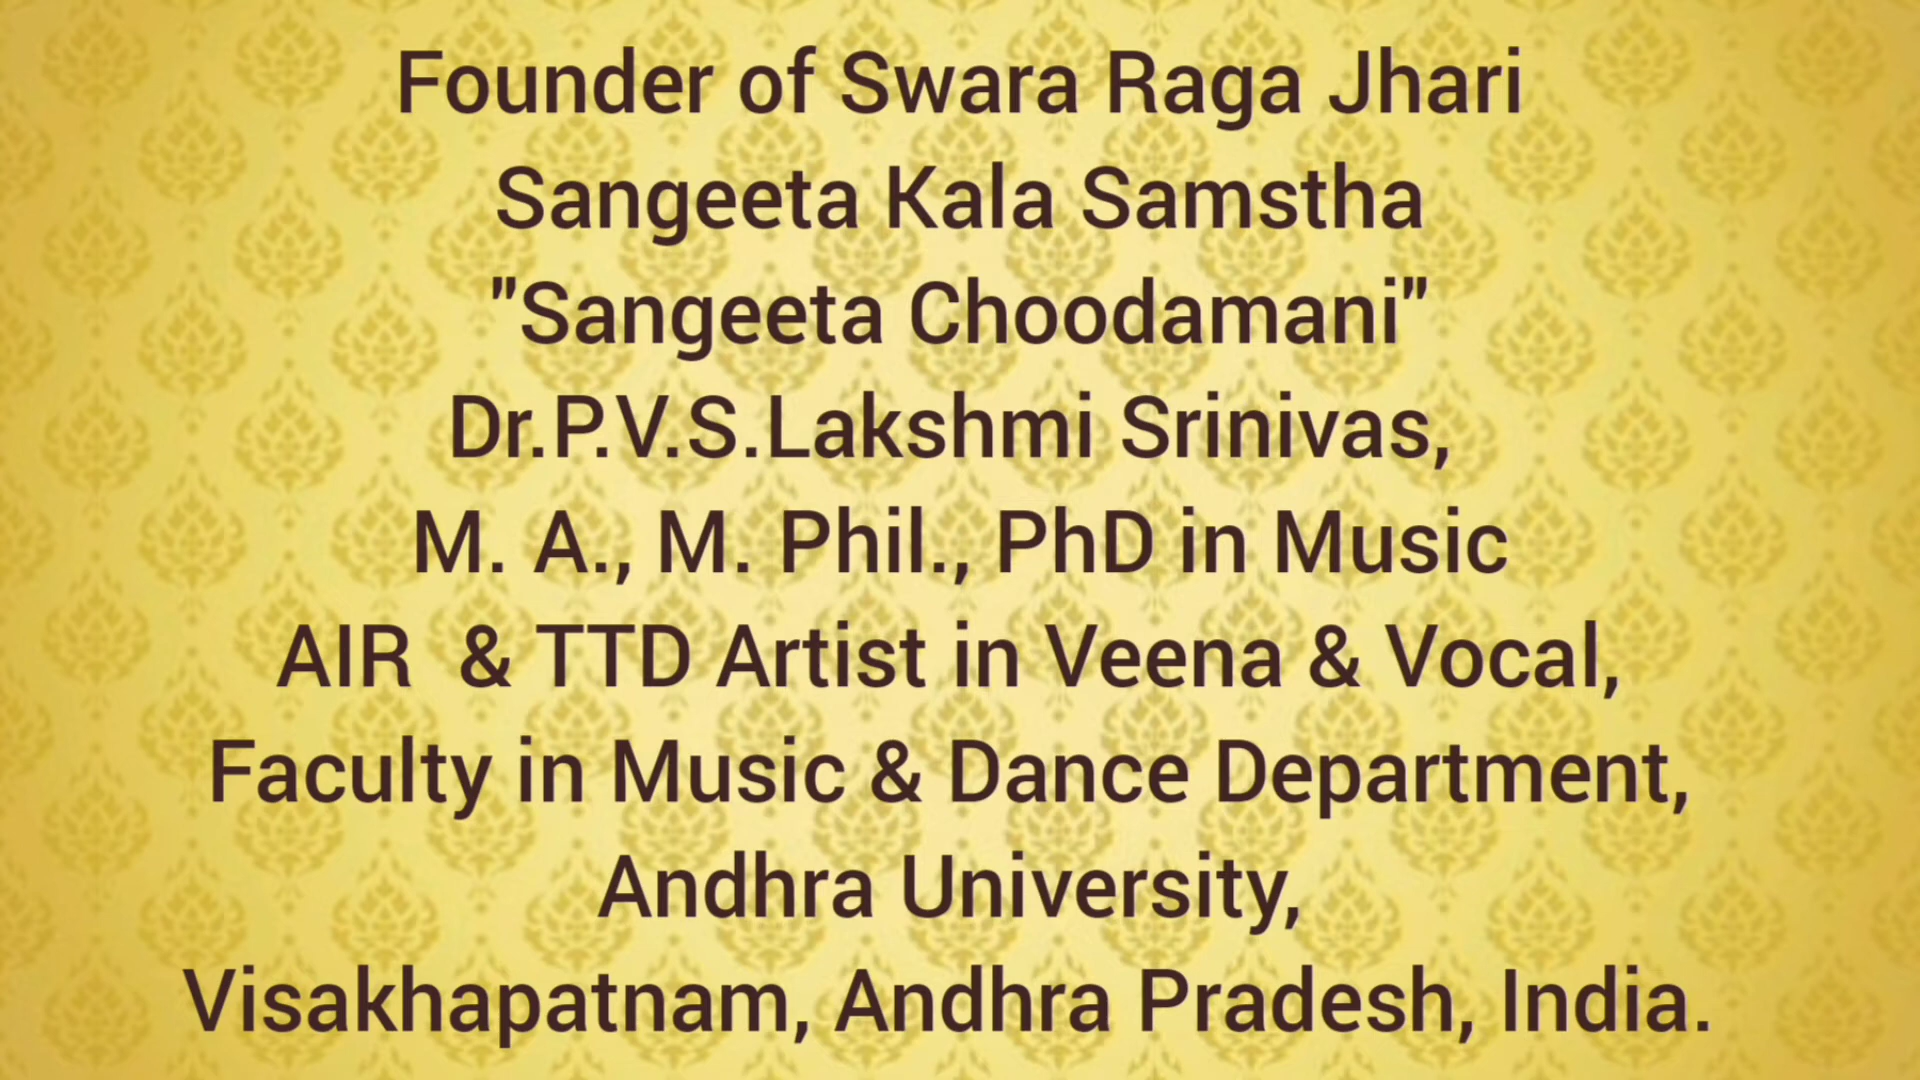 Founder of Swara Raga Jhari
Sangeeta Kala Samstha
"Sangeeta Choodamani"
Dr.P.V.S.Lakshmi Srinivas,
M. A., M. Phil., PhD in Music
AIR  & TTD Artist in Veena & Vocal,
Faculty in Music & Dance Department,
Andhra University,
Visakhapatnam, Andhra Pradesh, India.